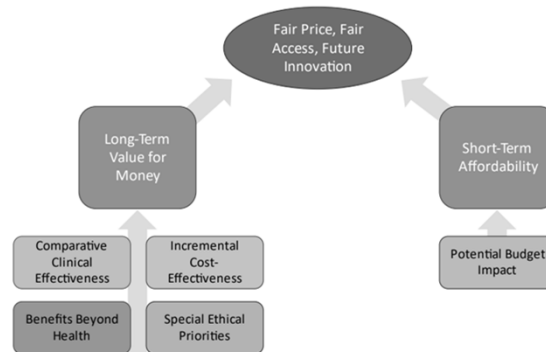 Fair Price, Fair
Access, Future
Innovation
Long-Term
Value for
Money
Short-Term
Affordability
Comparative
Clinical
Effectiveness
Incremental
Cost-
Effectiveness
Potential Budget
Impact
Benefits Beyond
Health
Special Ethical
Priorities